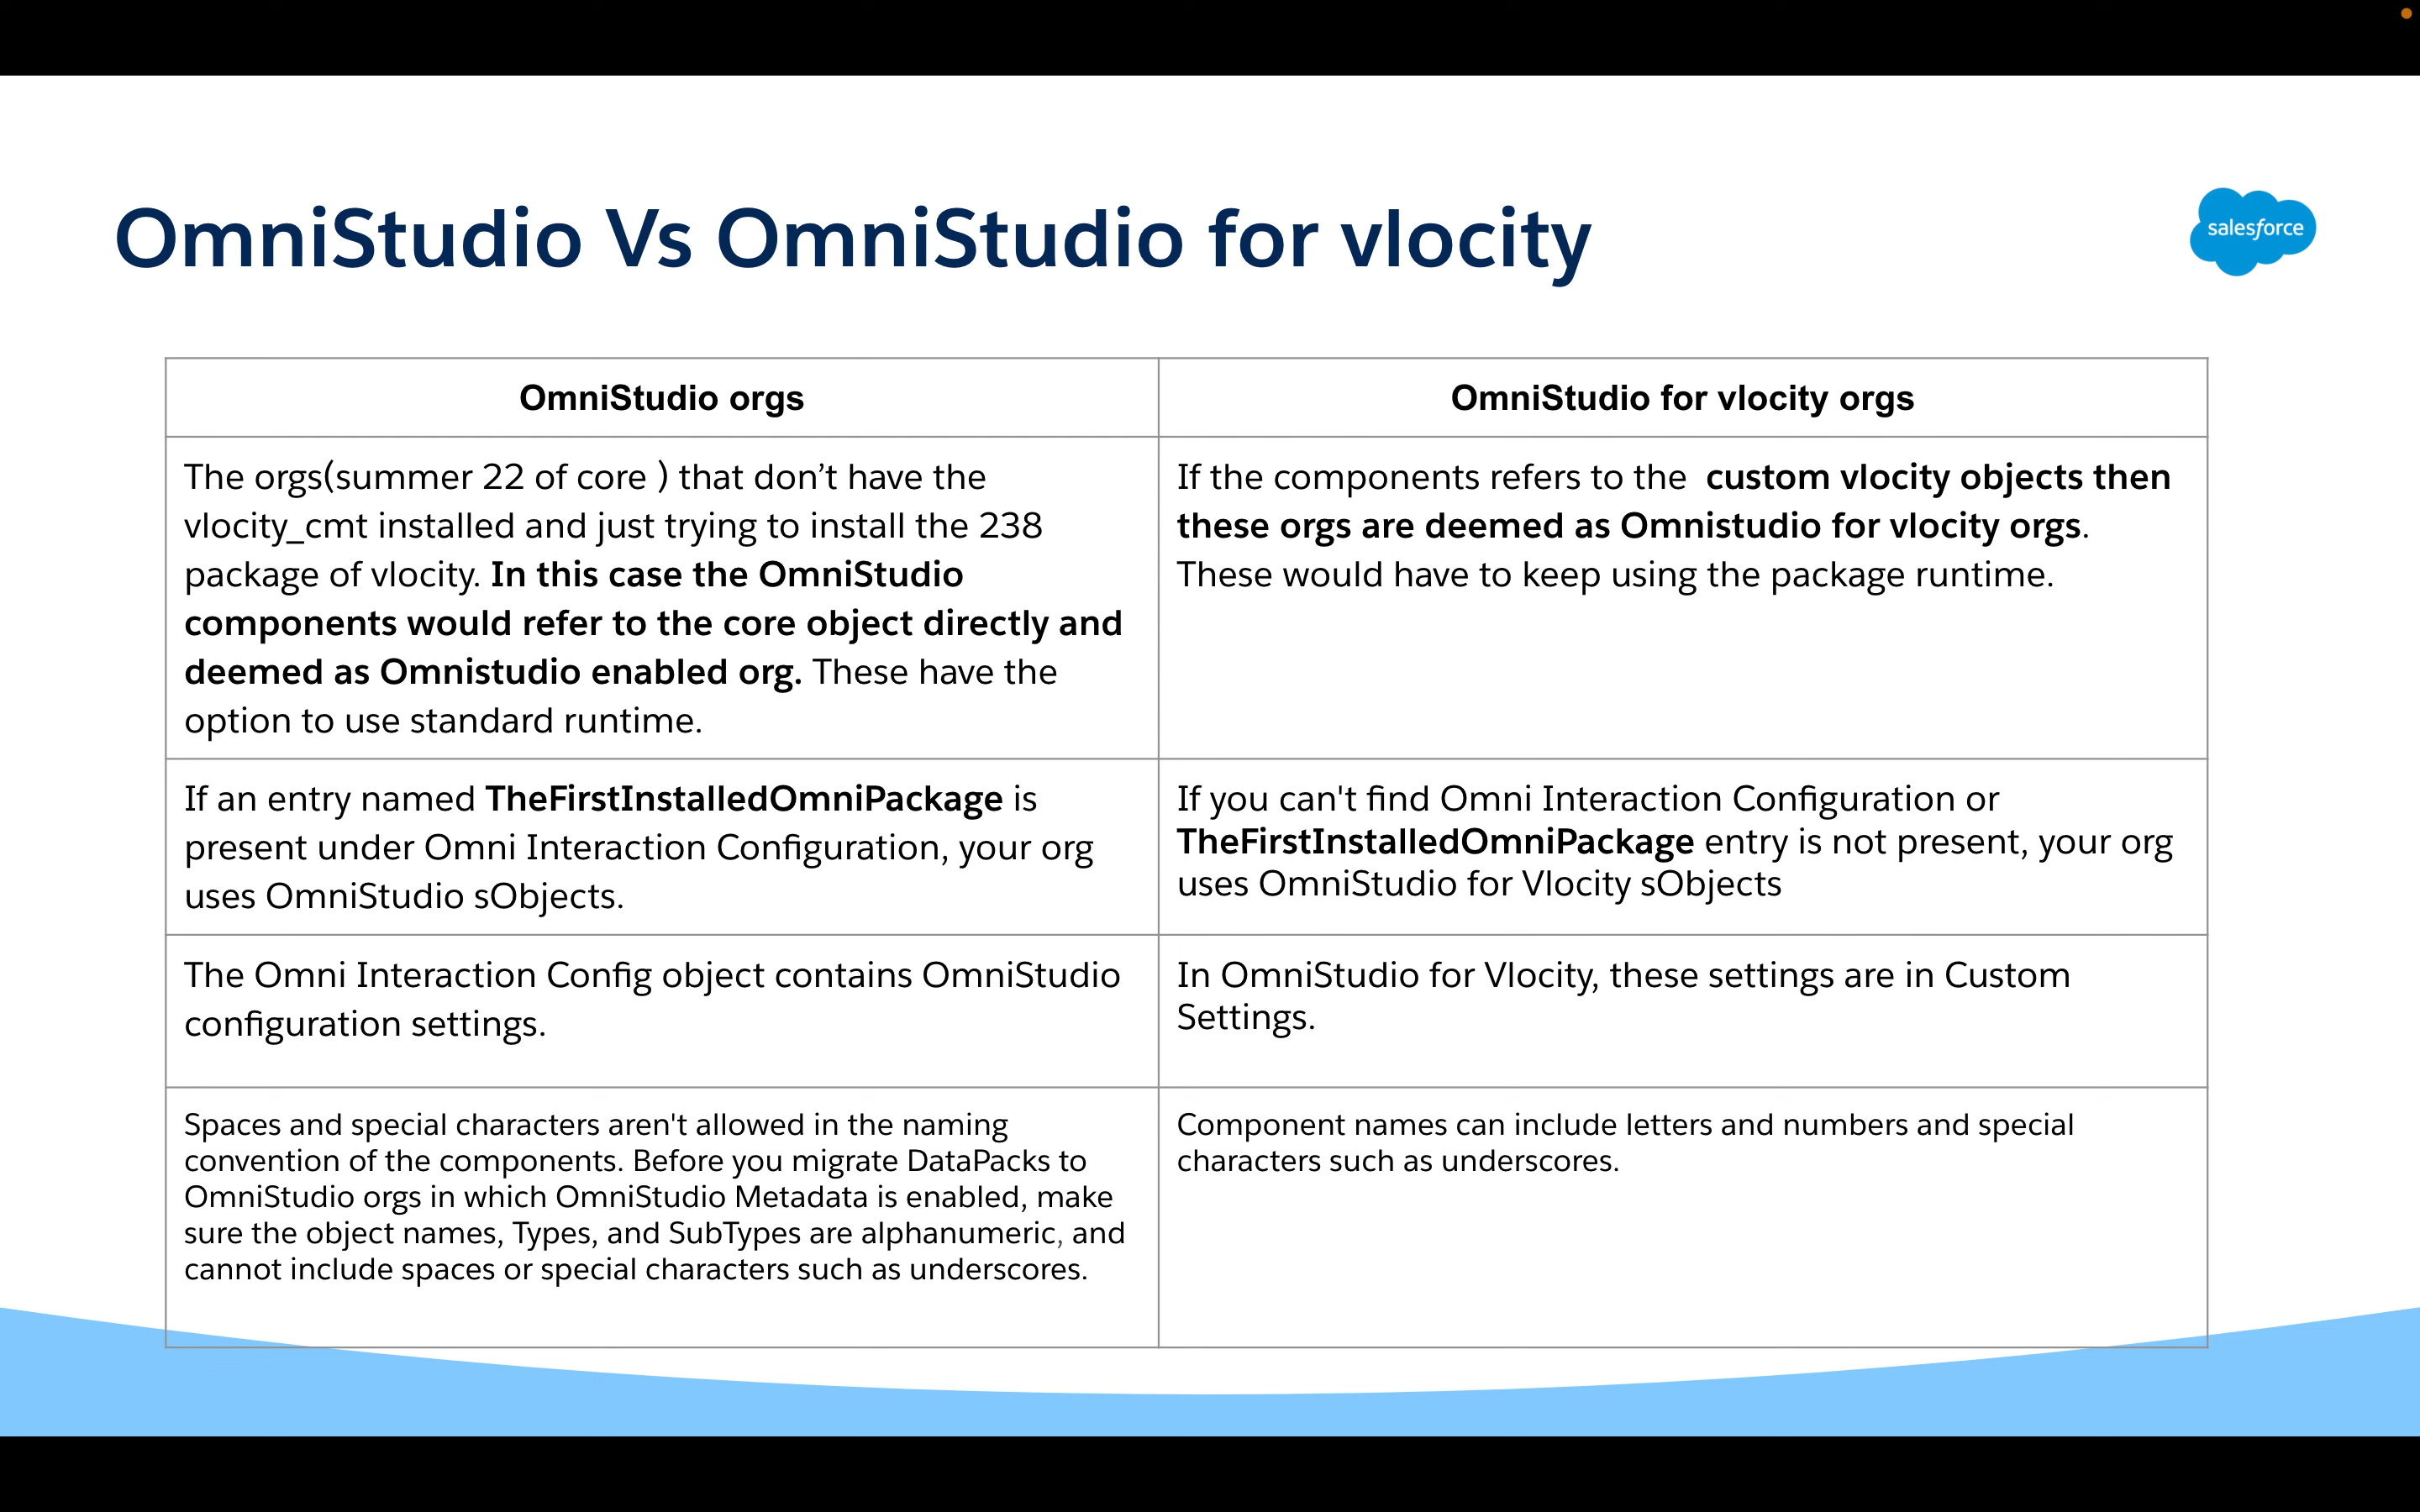 OmniStudio Vs OmniStudio for vlocity
salesforce
OmniStudio orgs
OmniStudio for vlocity orgs
The orgs(summer 22 of core ) that don’t have the
vlocity_cmt installed and just trying to install the 238
package of vlocity. In this case the OmniStudio
components would refer to the core object directly and
deemed as Omnistudio enabled org. These have the
option to use standard runtime.
If the components refers to the  custom vlocity objects then
these orgs are deemed as Omnistudio for vlocity orgs.
These would have to keep using the package runtime.
If an entry named TheFirstInstalledOmniPackage is
present under Omni Interaction Configuration, your org
uses OmniStudio sObjects.
If you can't find Omni Interaction Configuration or
TheFirstInstalledOmniPackage entry is not present, your org
uses OmniStudio for Vlocity sObjects
The Omni Interaction Config object contains OmniStudio
configuration settings.
In OmniStudio for Vlocity, these settings are in Custom
Settings.
Spaces and special characters aren't allowed in the naming
convention of the components. Before you migrate DataPacks to
OmniStudio orgs in which OmniStudio Metadata is enabled, make
sure the object names, Types, and SubTypes are alphanumeric, and
cannot include spaces or special characters such as underscores.
Component names can include letters and numbers and special
characters such as underscores.